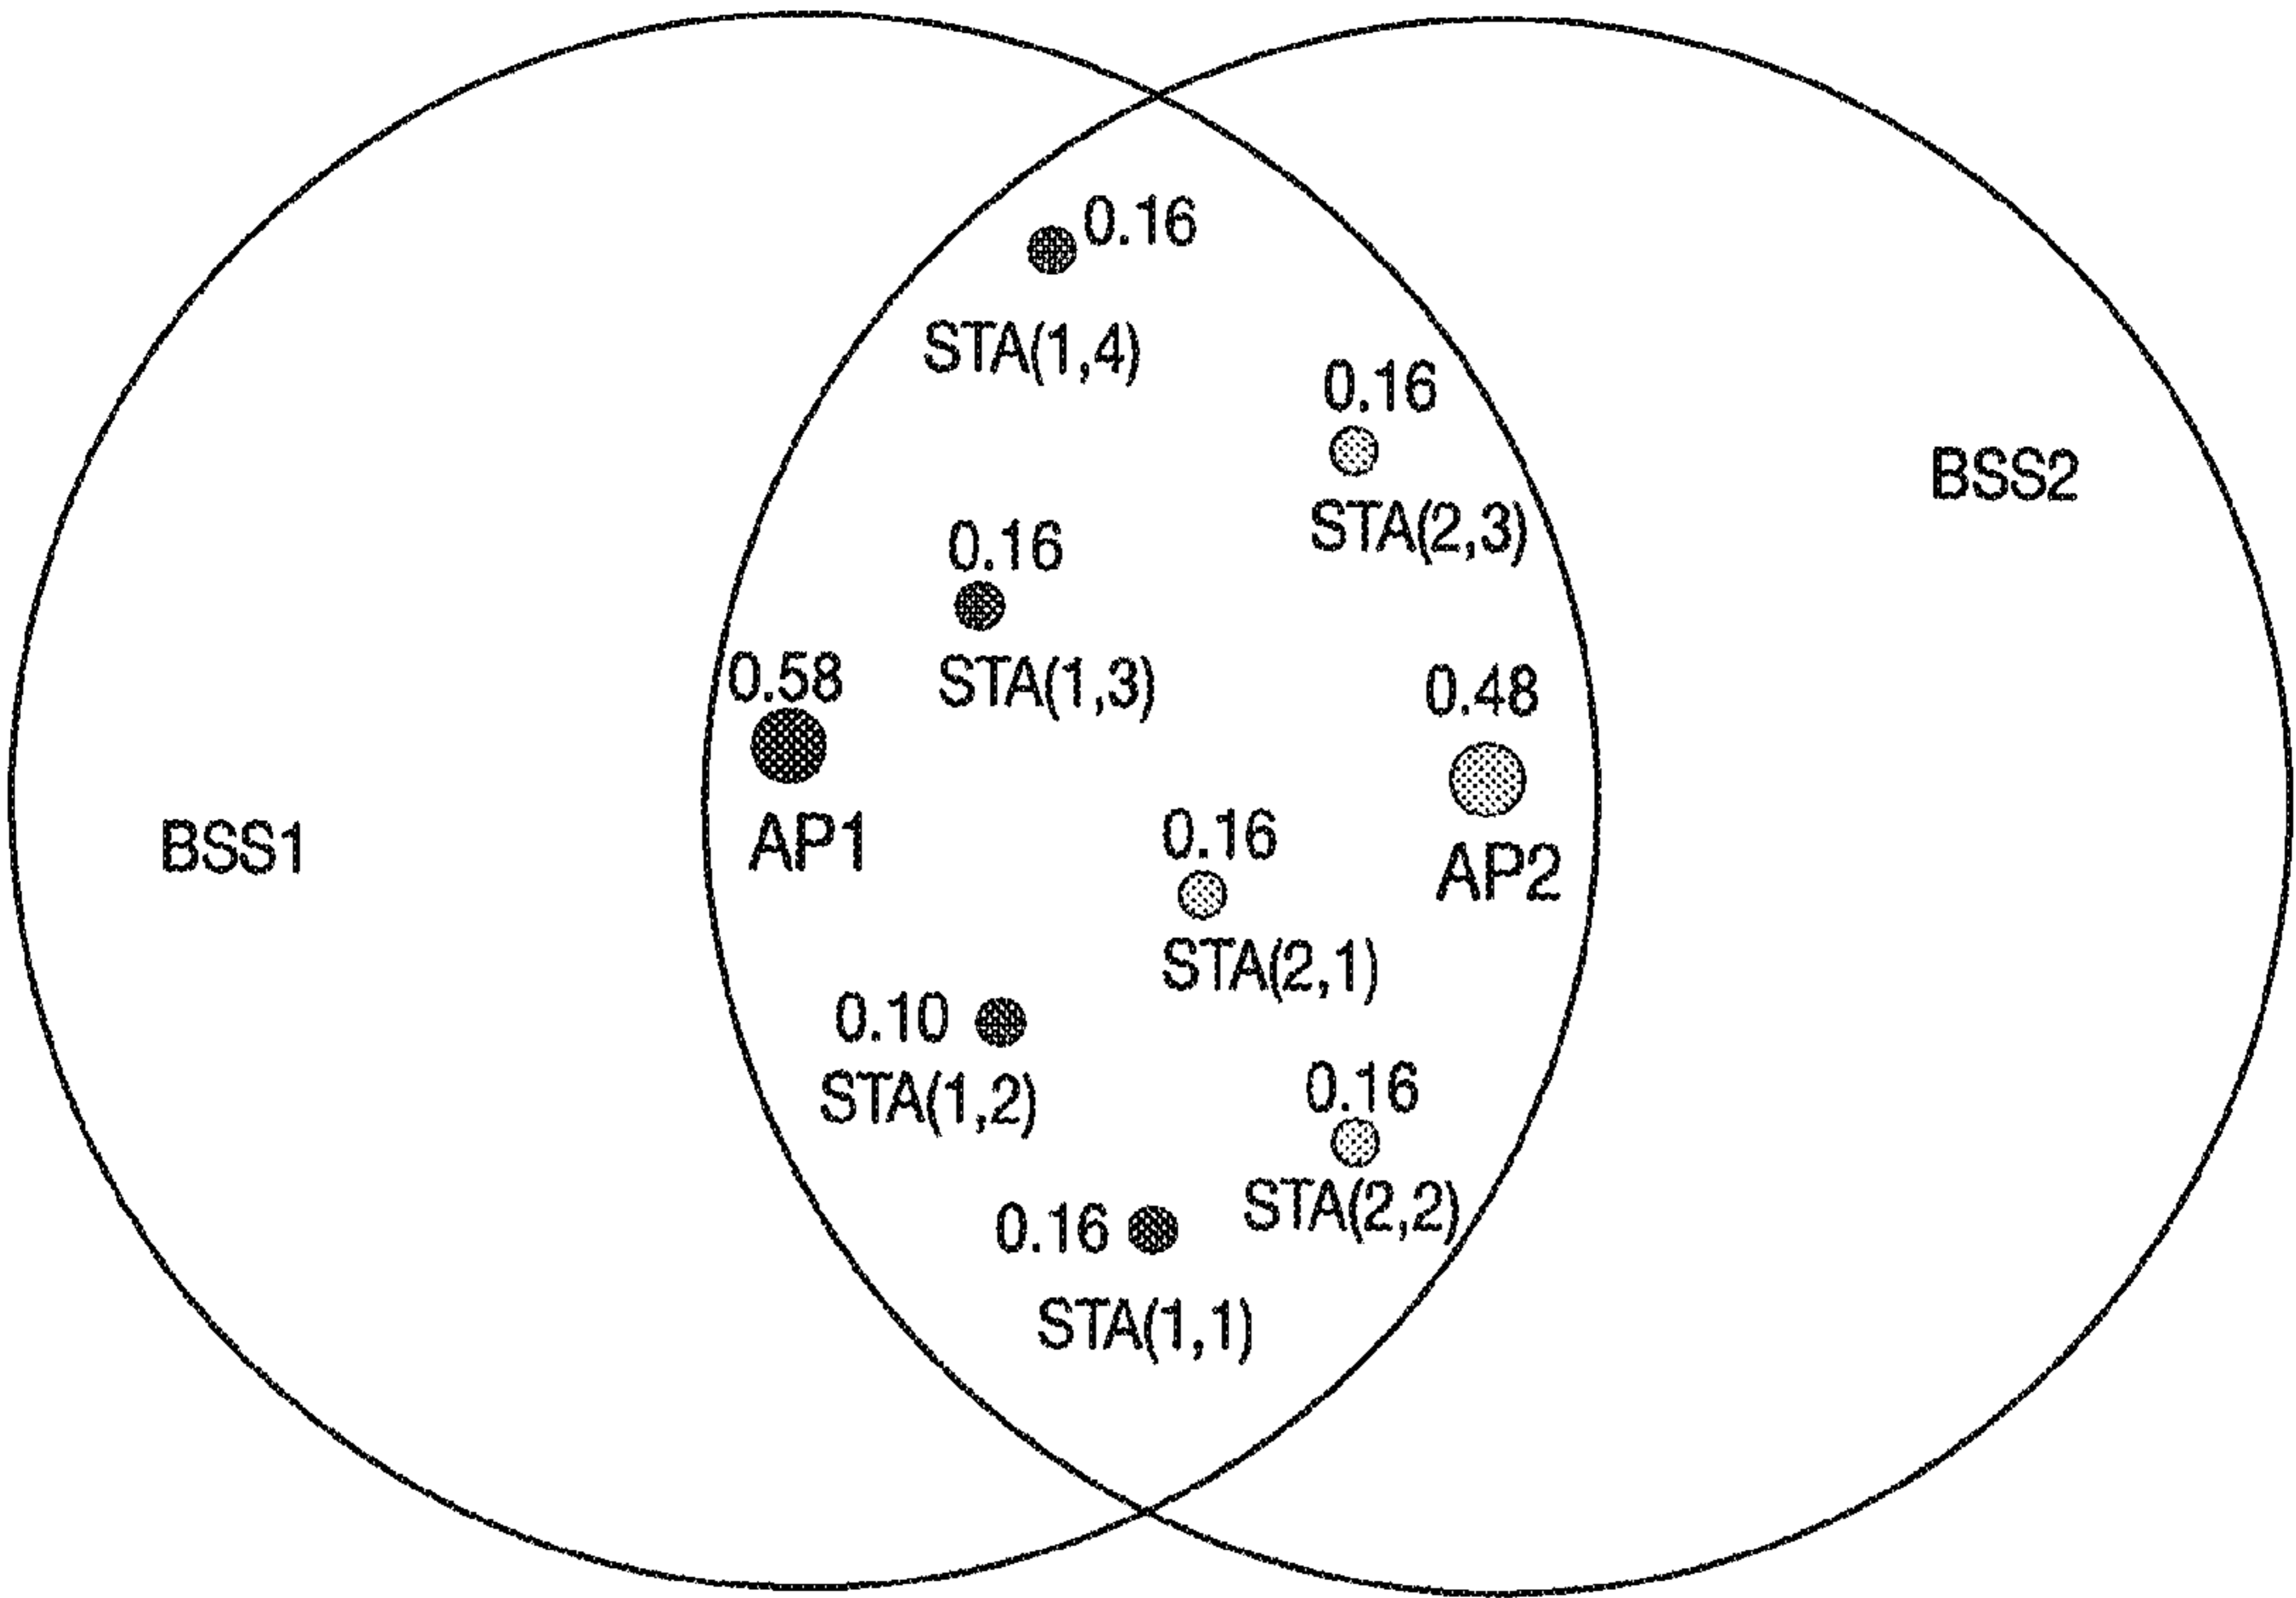 0.16
STA(1,4)
0.16
STA(2,3)
BSS2
0.16
STA(1,3)
0.58
AP1
0.48
AP2
BSS1
0.16
STA(2,1)
0.10
STA(1,2)
0.16
STA(2,2)
0.16
STA(1,1)